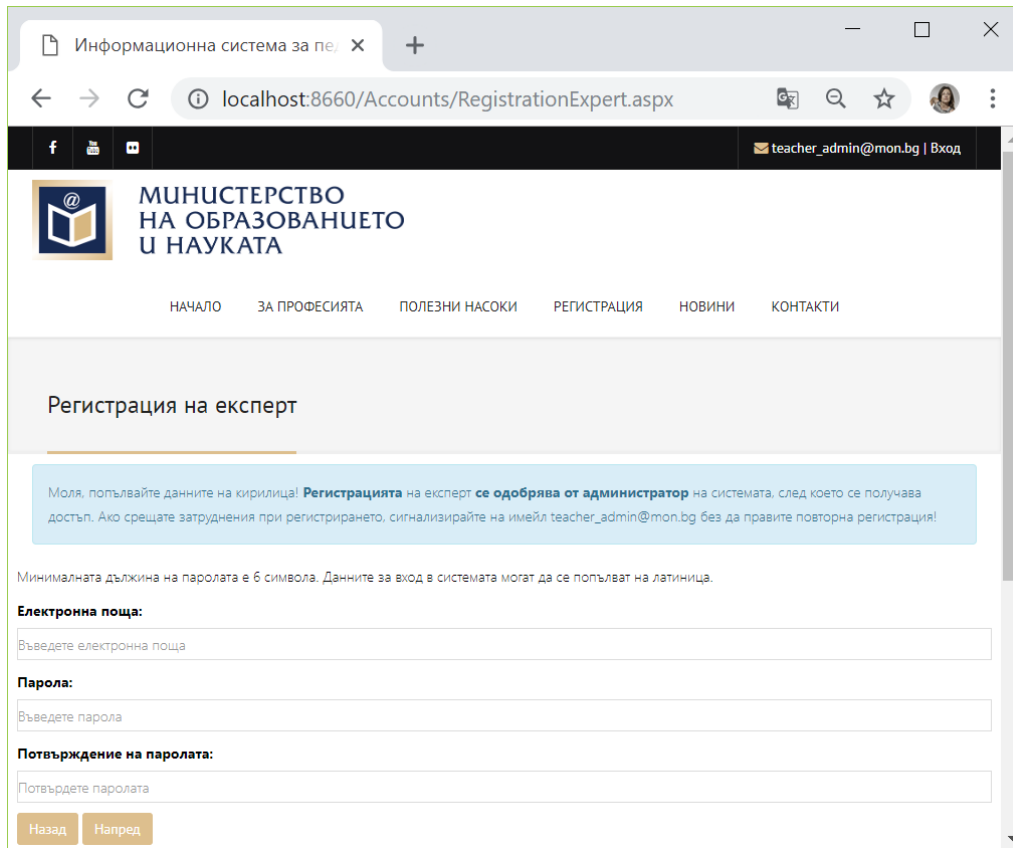 Информационна система за пе
localhost:8660/Accounts/RegistrationExpert.aspx
teacher_admin@mon.bg | Вход
@
МИНИСТЕРСТВО
НА ОБРАЗОВАНИЕТО
И НАУКАТА
НАЧАЛО ЗА ПРОФЕСИЯТА ПОЛЕЗНИ НАСОКИ РЕГИСТРАЦИЯ НОВИНИ КОНТАКТИ
Регистрация на експерт
Моля, попълвайте данните на кирилица! Регистрацията на експерт се одобрява от администратор на системата, след което се получава
достъп. Ако срещате затруднения при регистрирането, сигнализирайте на имейл teacher_admin@mon.bg без да правите повторна регистрация!
Минималната дължина на паролата е 6 символа. Данните за вход в системата могат да се попълват на латиница.
Електронна поща:
Въведете електронна поща
Парола:
Въведете парола
Потвърждение на паролата:
Потвърдете паролата
Назад Напред